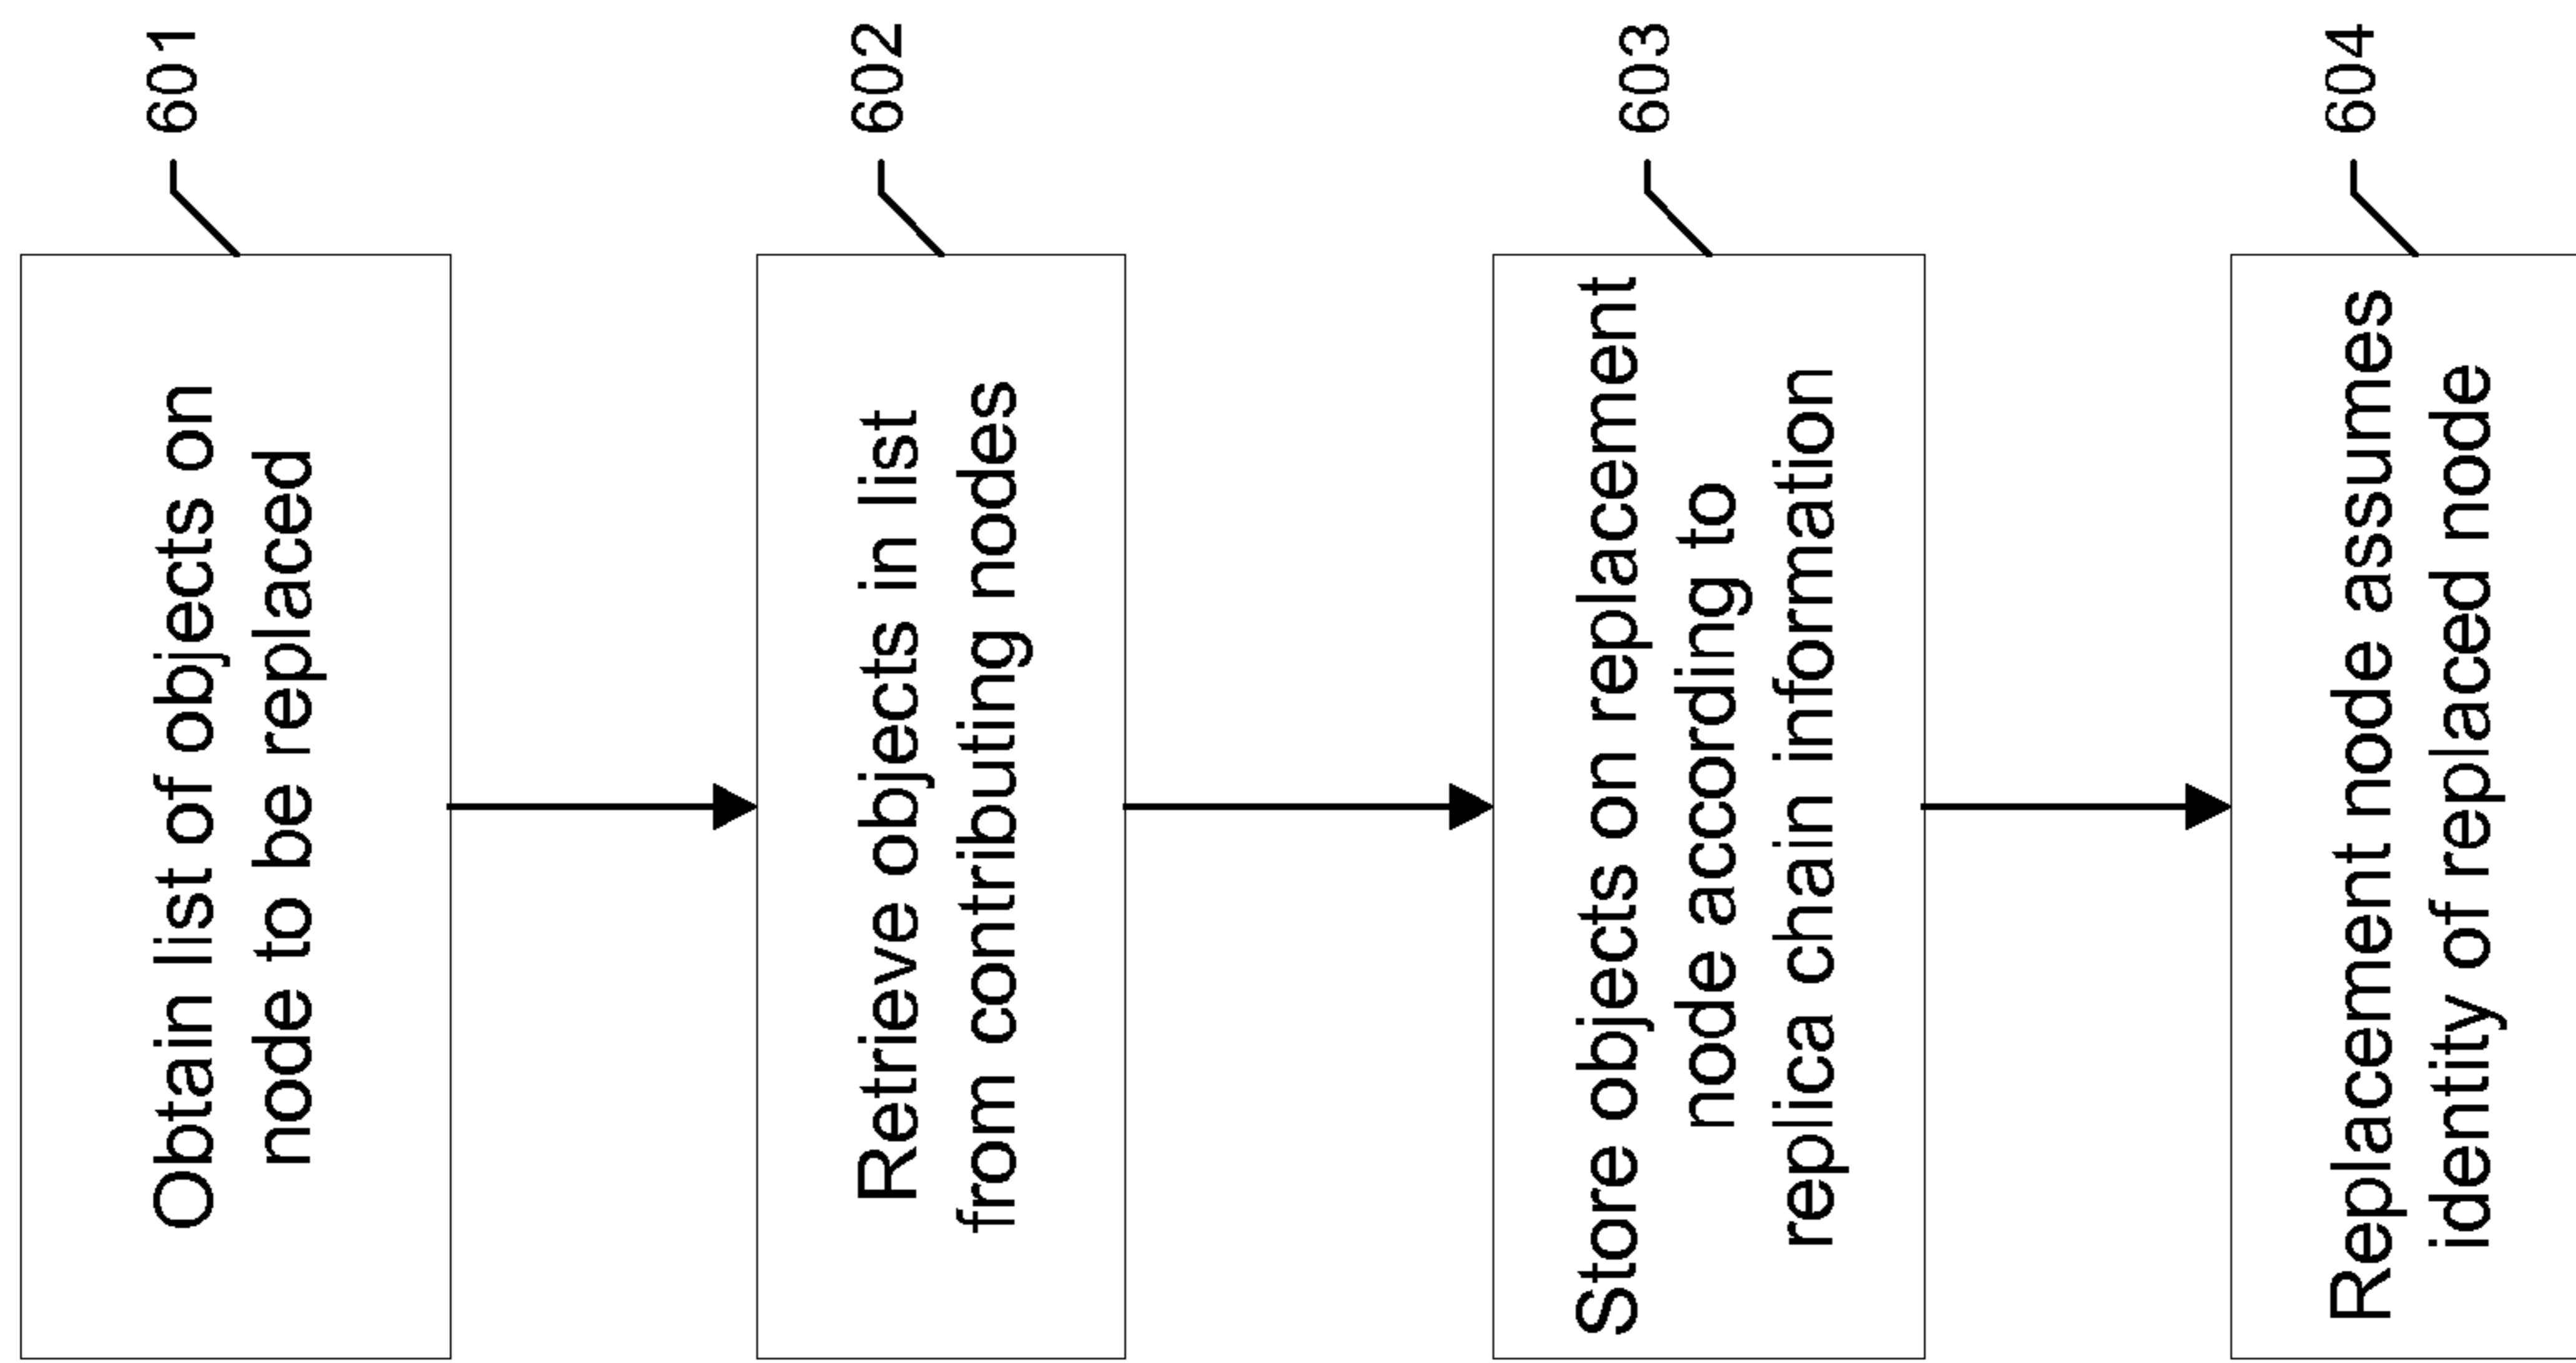 Obtain list of objects on
node to be replaced
601
Retrieve objects in list
from contributing nodes
602
Store objects on replacement
node according to
replica chain information
603
Replacement node assumes
identity of replaced node
604